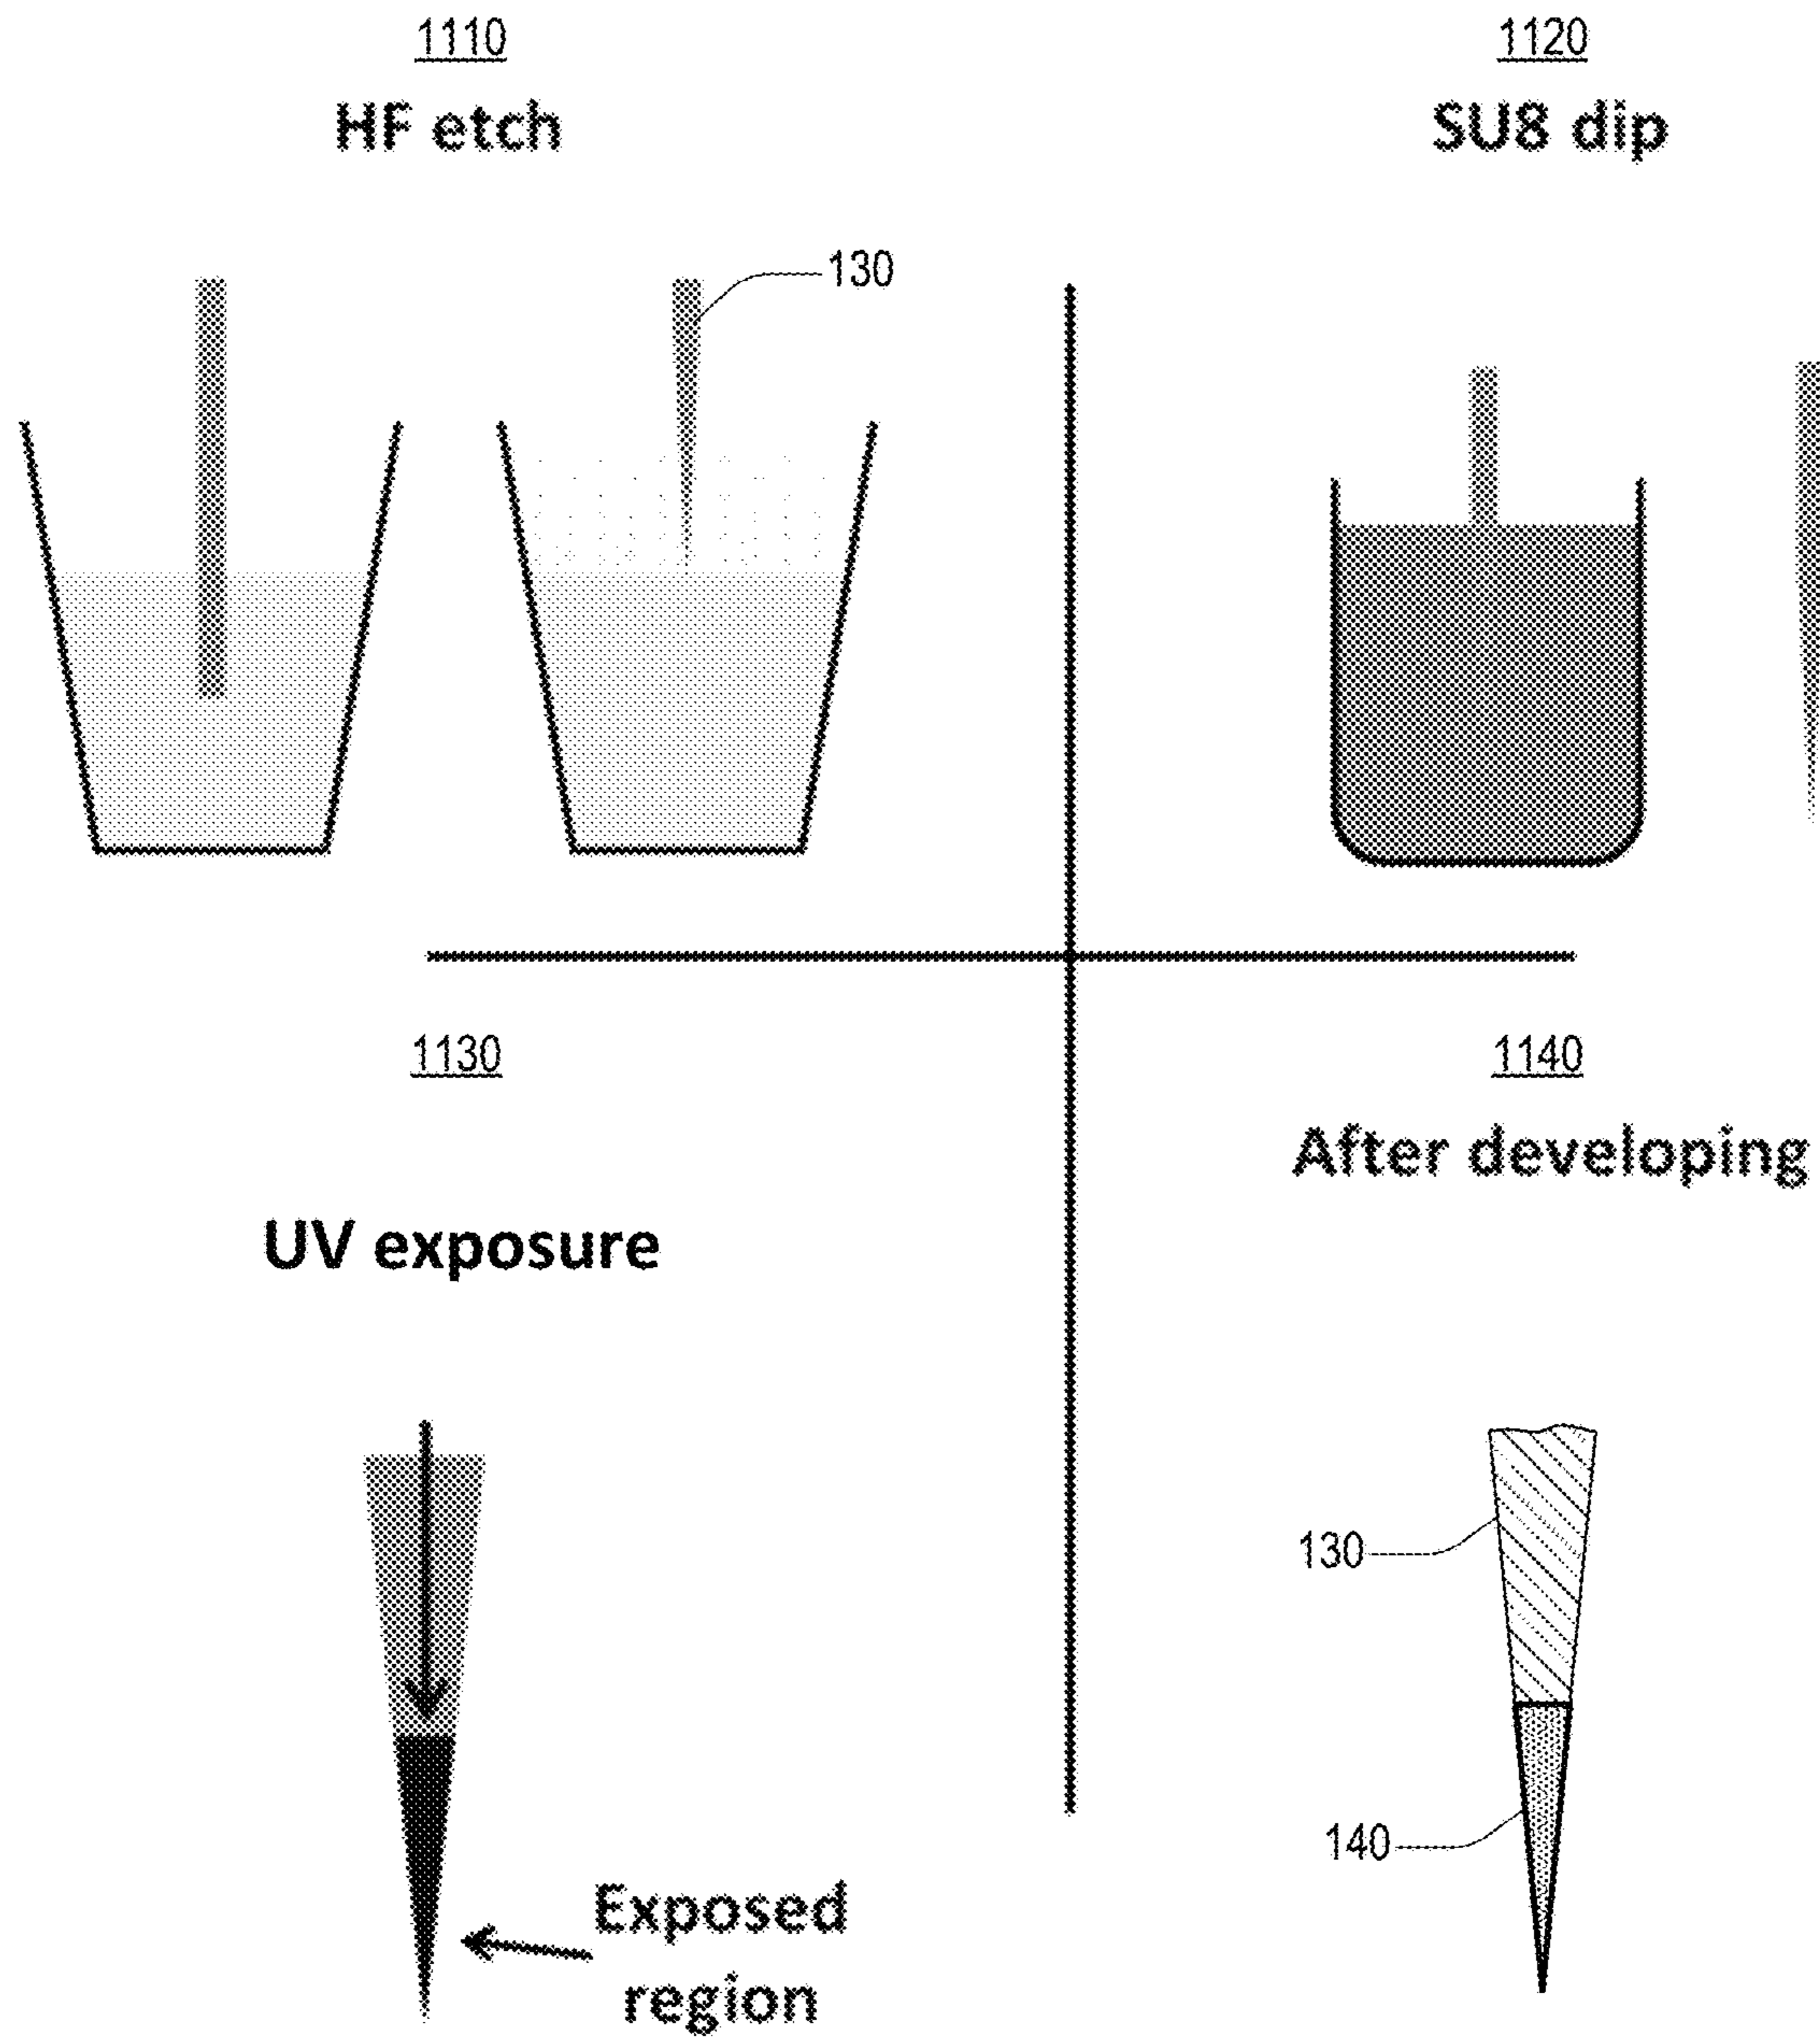 1110
HF etch
130
1120
SU8 dip
1130
UV exposure
Exposed
region
1140
After developing
130
140